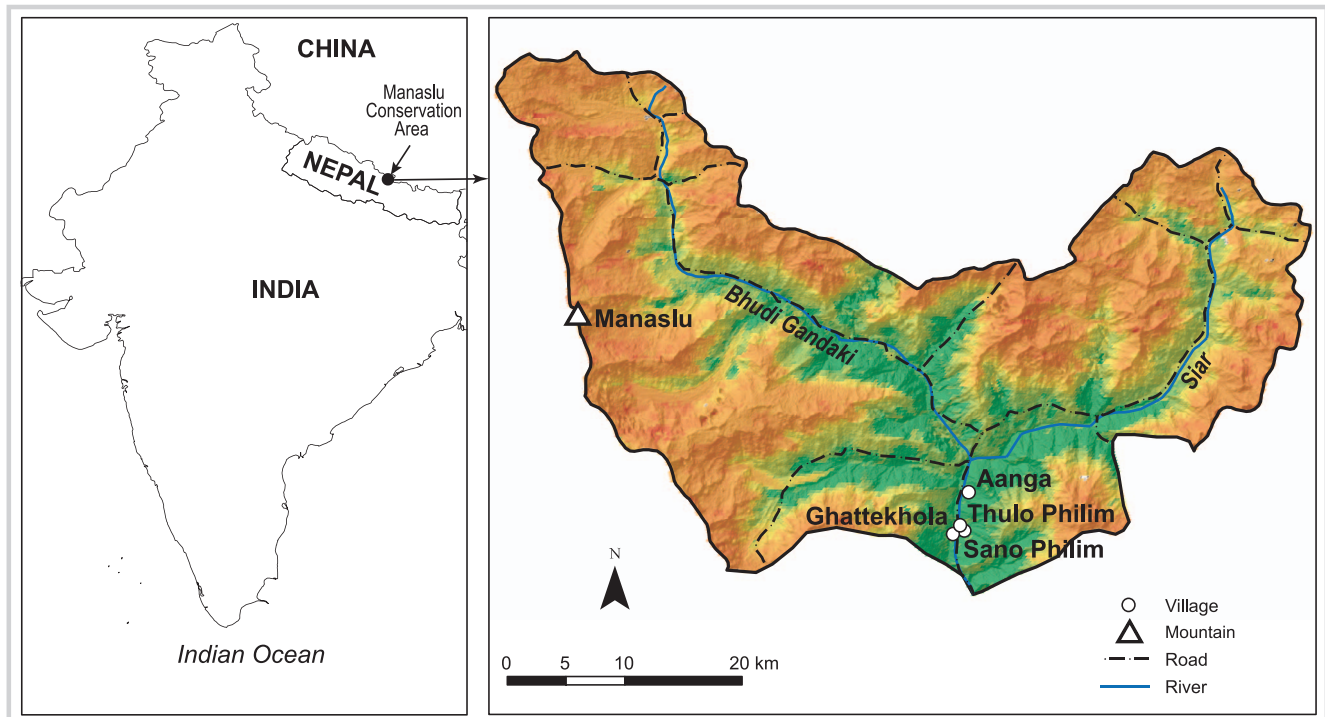 CHINA
Manaslu
Conservation
Area
NEPAL
INDIA
Indian Ocean
Manaslu
Bhudi Gandaki
Siar
Aanga
Ghattekhola
Thulo Philim
Sano Philim
N
0 5 10 20 km
Village
Mountain
Road
River